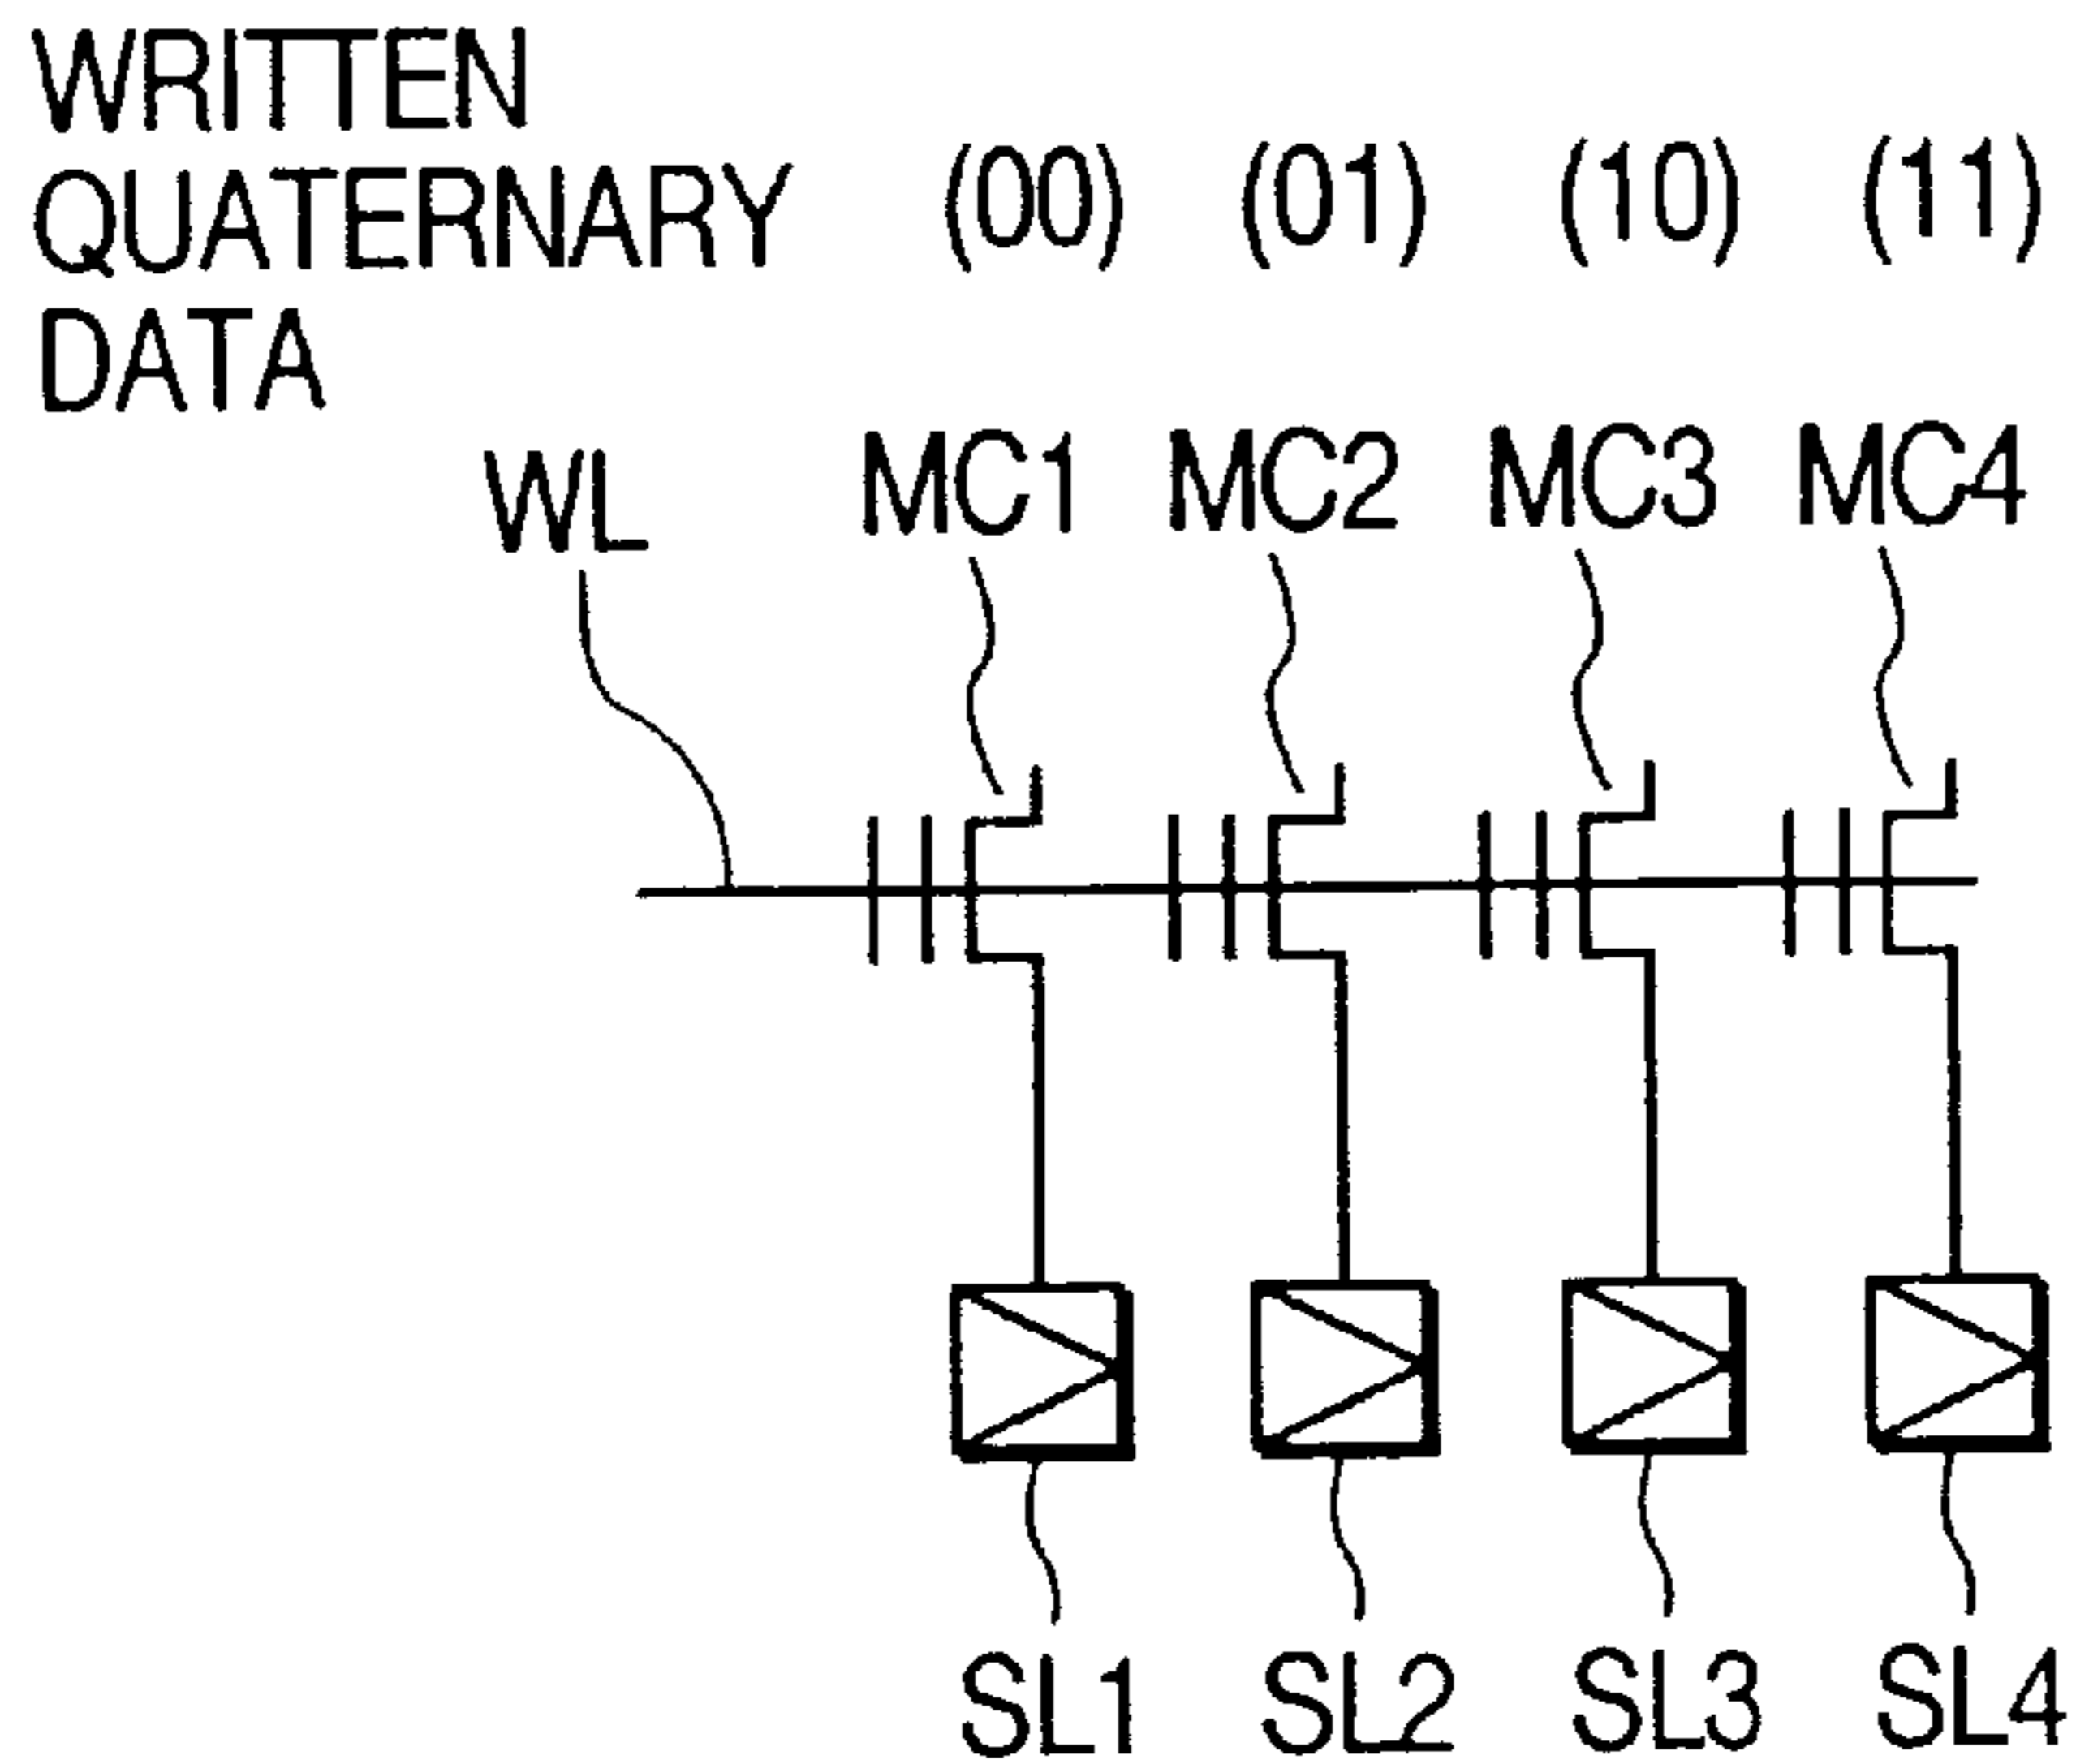 WRITTEN
QUATERNARY (00) (01) (10) (11)
DATA
WL MC1 MC2 MC3 MC4
SL1 SL2 SL3 SL4